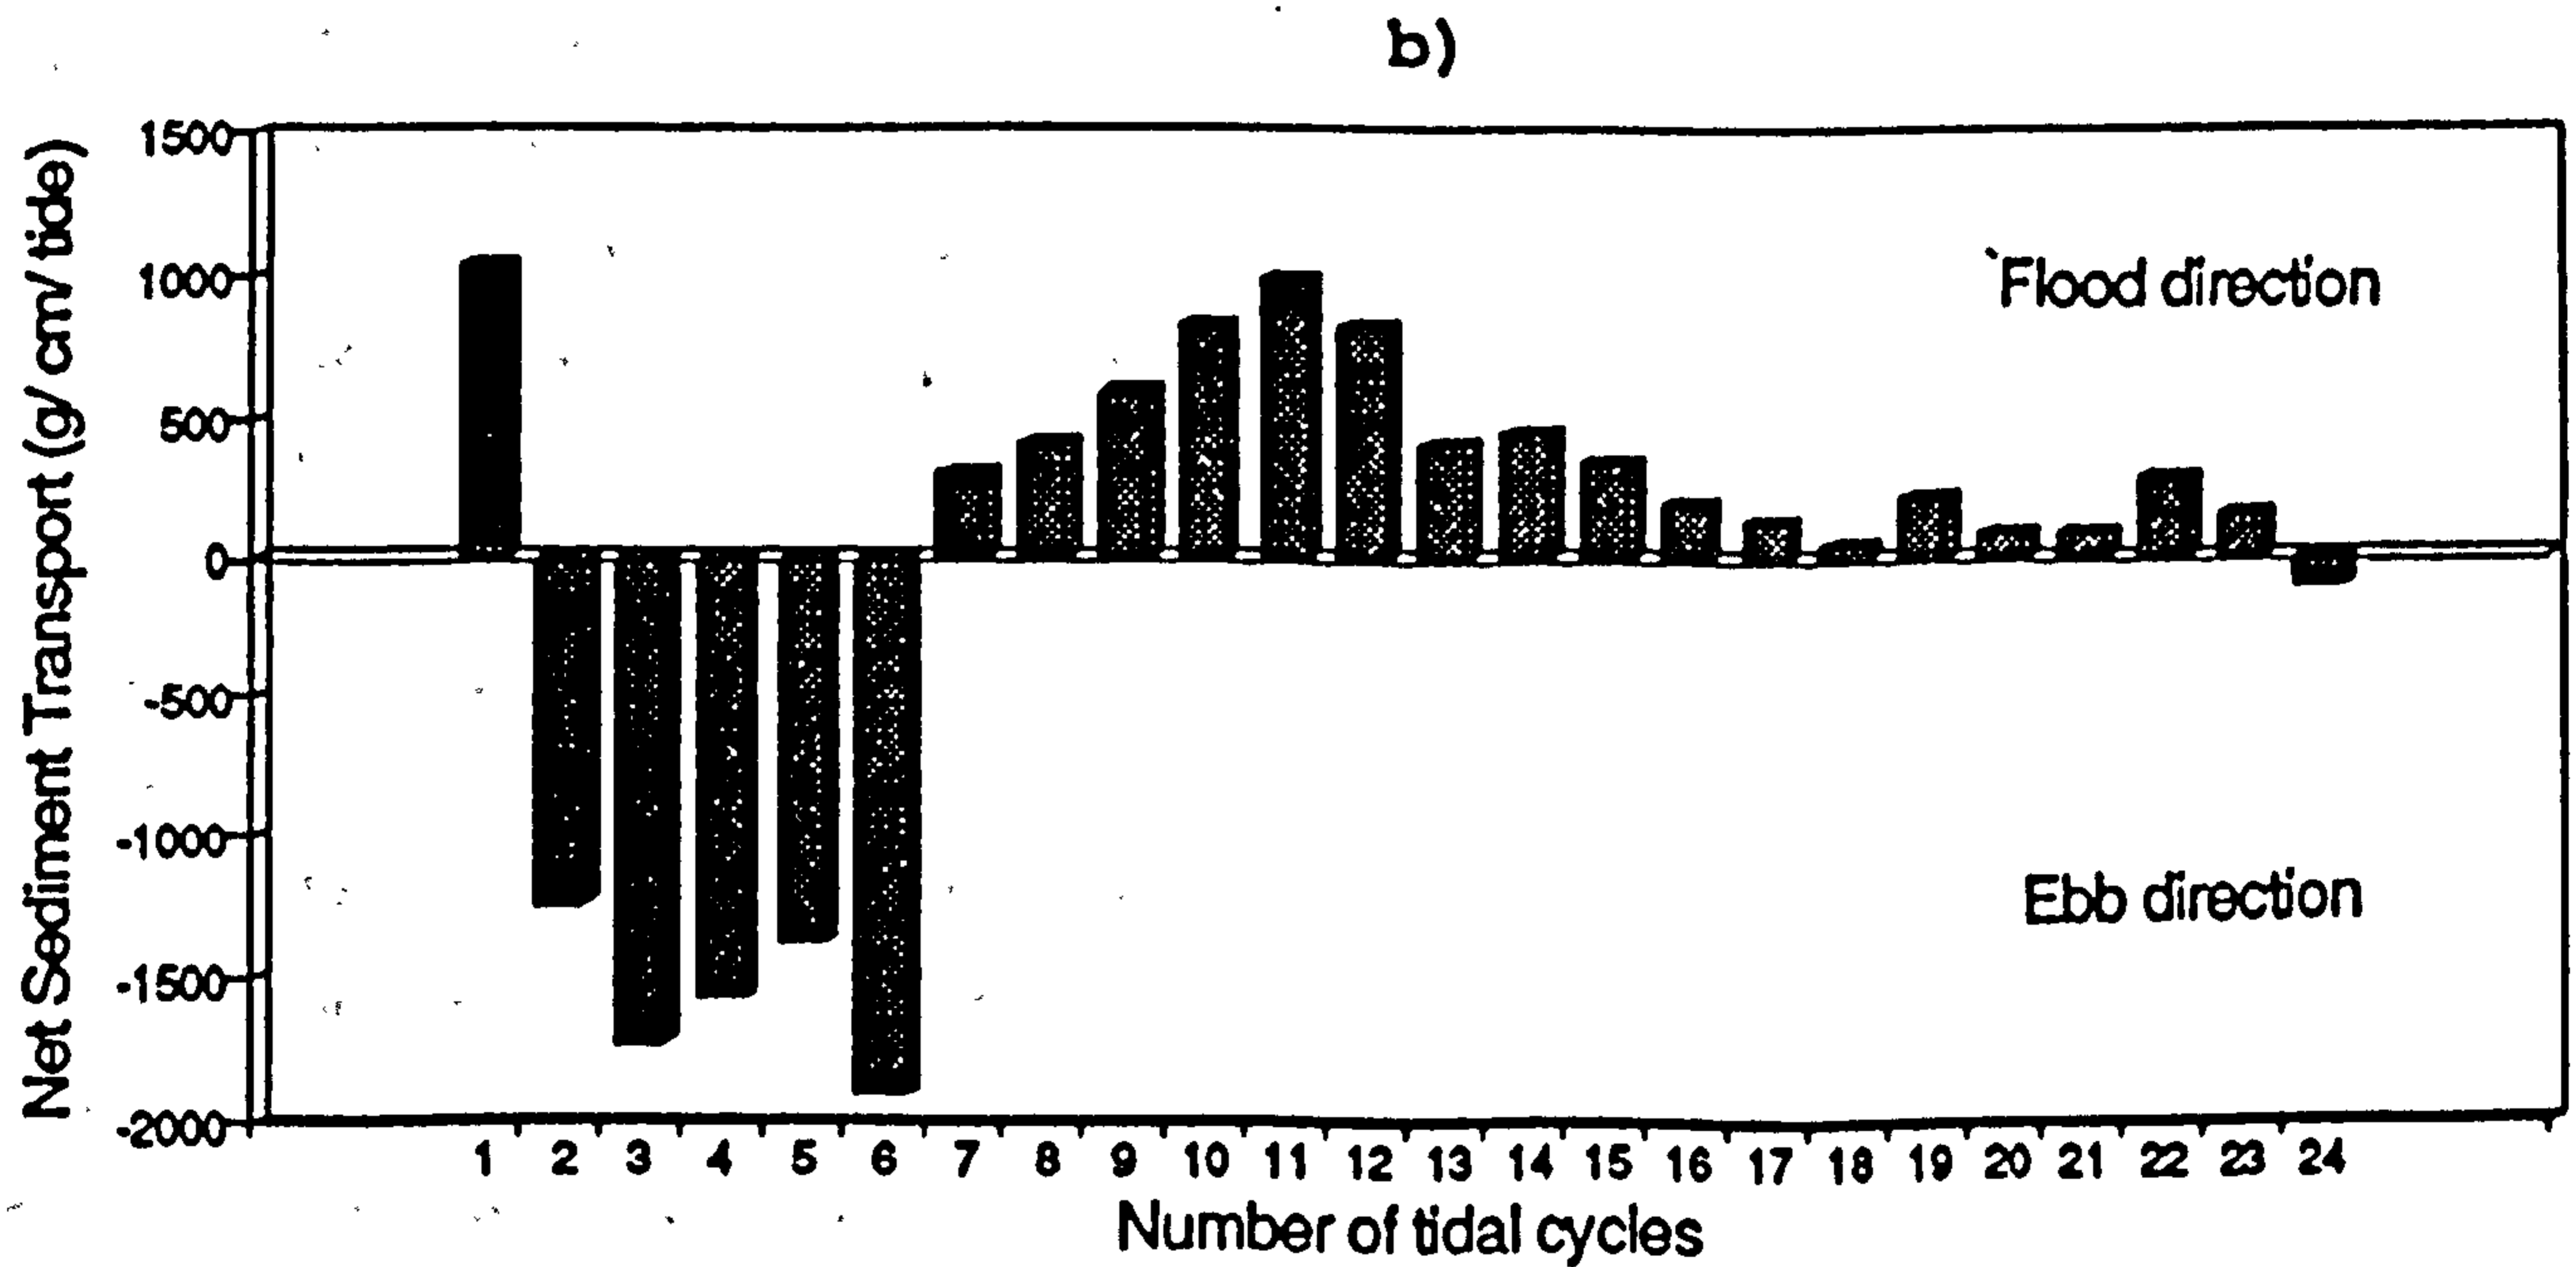 b)
Net Sediment Transport (g/ cm/ tide)
1500
1000
500
0
-500
-1000
-1500
-2000
Flood direction
Ebb direction
1 2 3 4 5 6 7 8 9 10 11 12 13 14 15 16 17 18 19 20 21 22 23 24
Number of tidal cycles